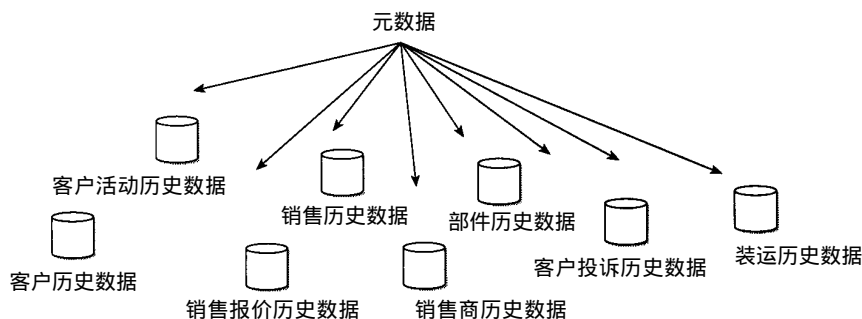 元数据
客户活动历史数据
销售历史数据
部件历史数据
客户历史数据
销售报价历史数据
销售商历史数据
客户投诉历史数据
装运历史数据